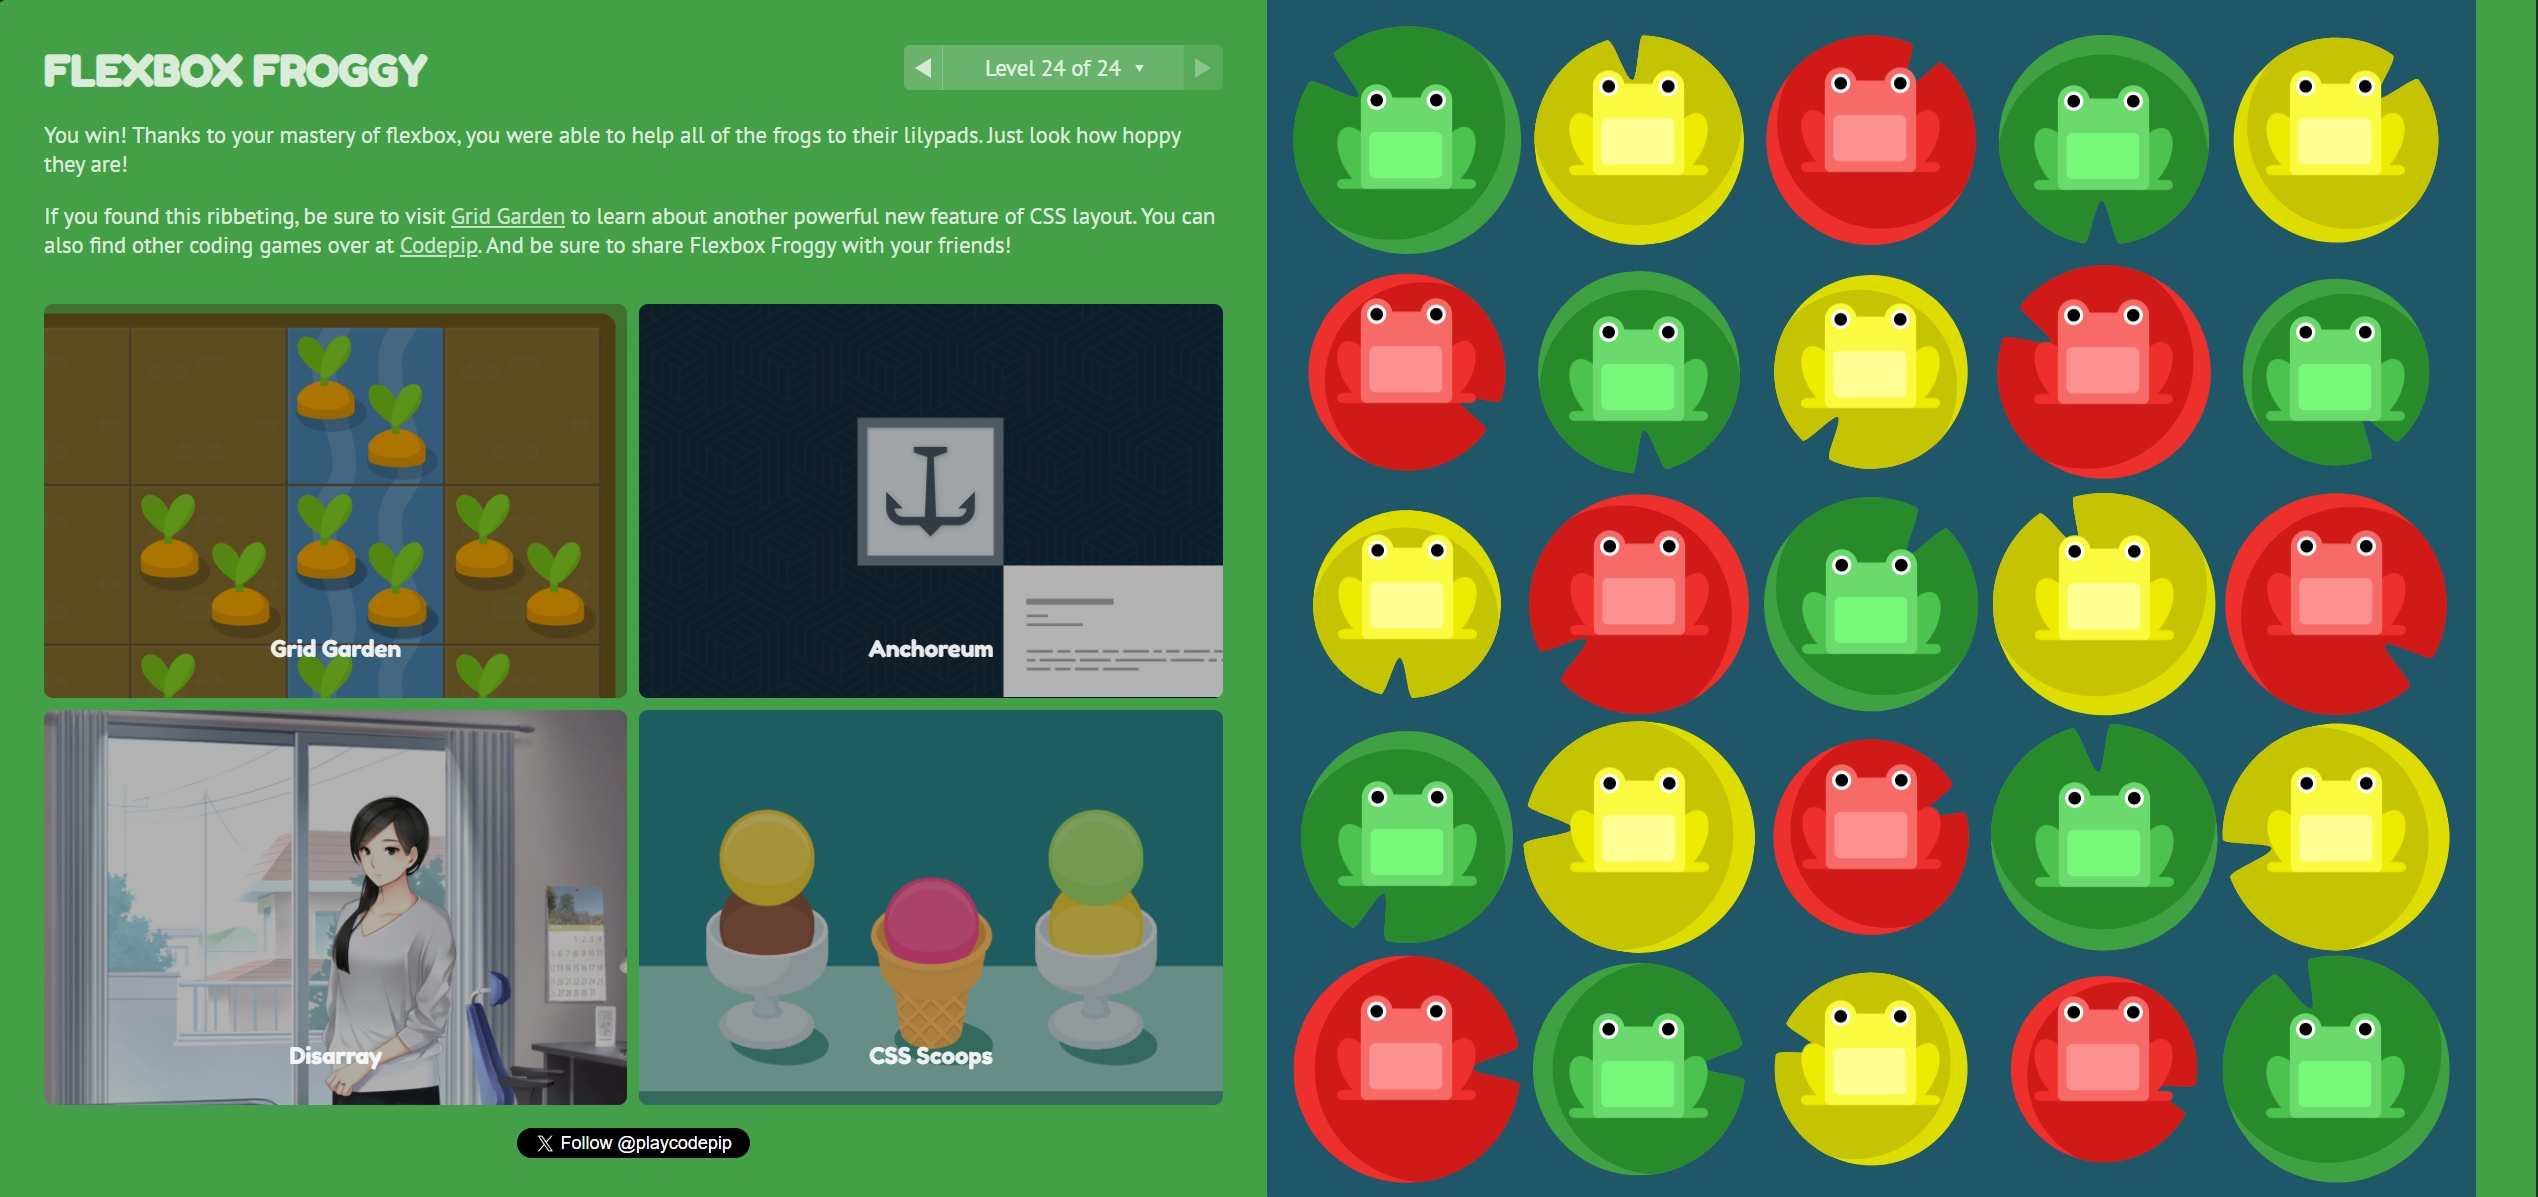 FLEXBOX FROGGY
Level 24 of 24
You win! Thanks to your mastery of flexbox, you were able to help all of the frogs to their lilypads. Just look how hoppy
they are!
If you found this ribbeting, be sure to visit Grid Garden to learn about another powerful new feature of CSS layout. You can
also find other coding games over at Codepip. And be sure to share Flexbox Froggy with your friends!
Grid Garden
Anchoreum
Disarray
CSS Scoops
Follow @playcodepip